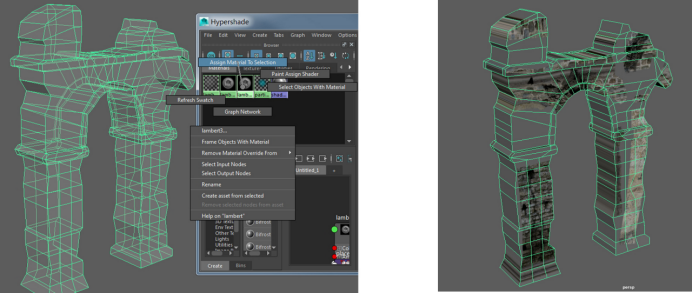 Hypershade
File Edit View Create Tabs Graph Window Options
Browser
Assign Material To Selection
Paint Assign Shader
Select Objects With Material
Refresh Swatch
Graph Network
lambert3...
Frame Objects With Material
Remove Material Override From
Select Input Nodes
Select Output Nodes
Untitled_1
Rename
Create asset from selected
Remove selected nodes from asset
Help on "lambert"
lamb
Env Text
Other Te
Lights
Utilities
Bifrost
Bifrost
Create Bins
persp